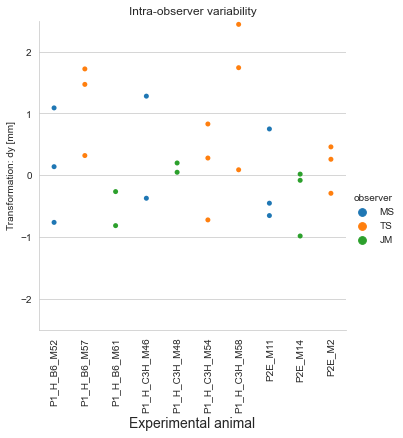 Intra-observer variability
Transformation: dy [mm]
2
1
0
−1
−2
P1_H_B6_M52
P1_H_B6_M57
P1_H_B6_M61
P1_H_C3H_M46
P1_H_C3H_M48
P1_H_C3H_M54
P1_H_C3H_M58
P2E_M11
P2E_M14
P2E_M2
Experimental animal
observer
MS
TS
JM